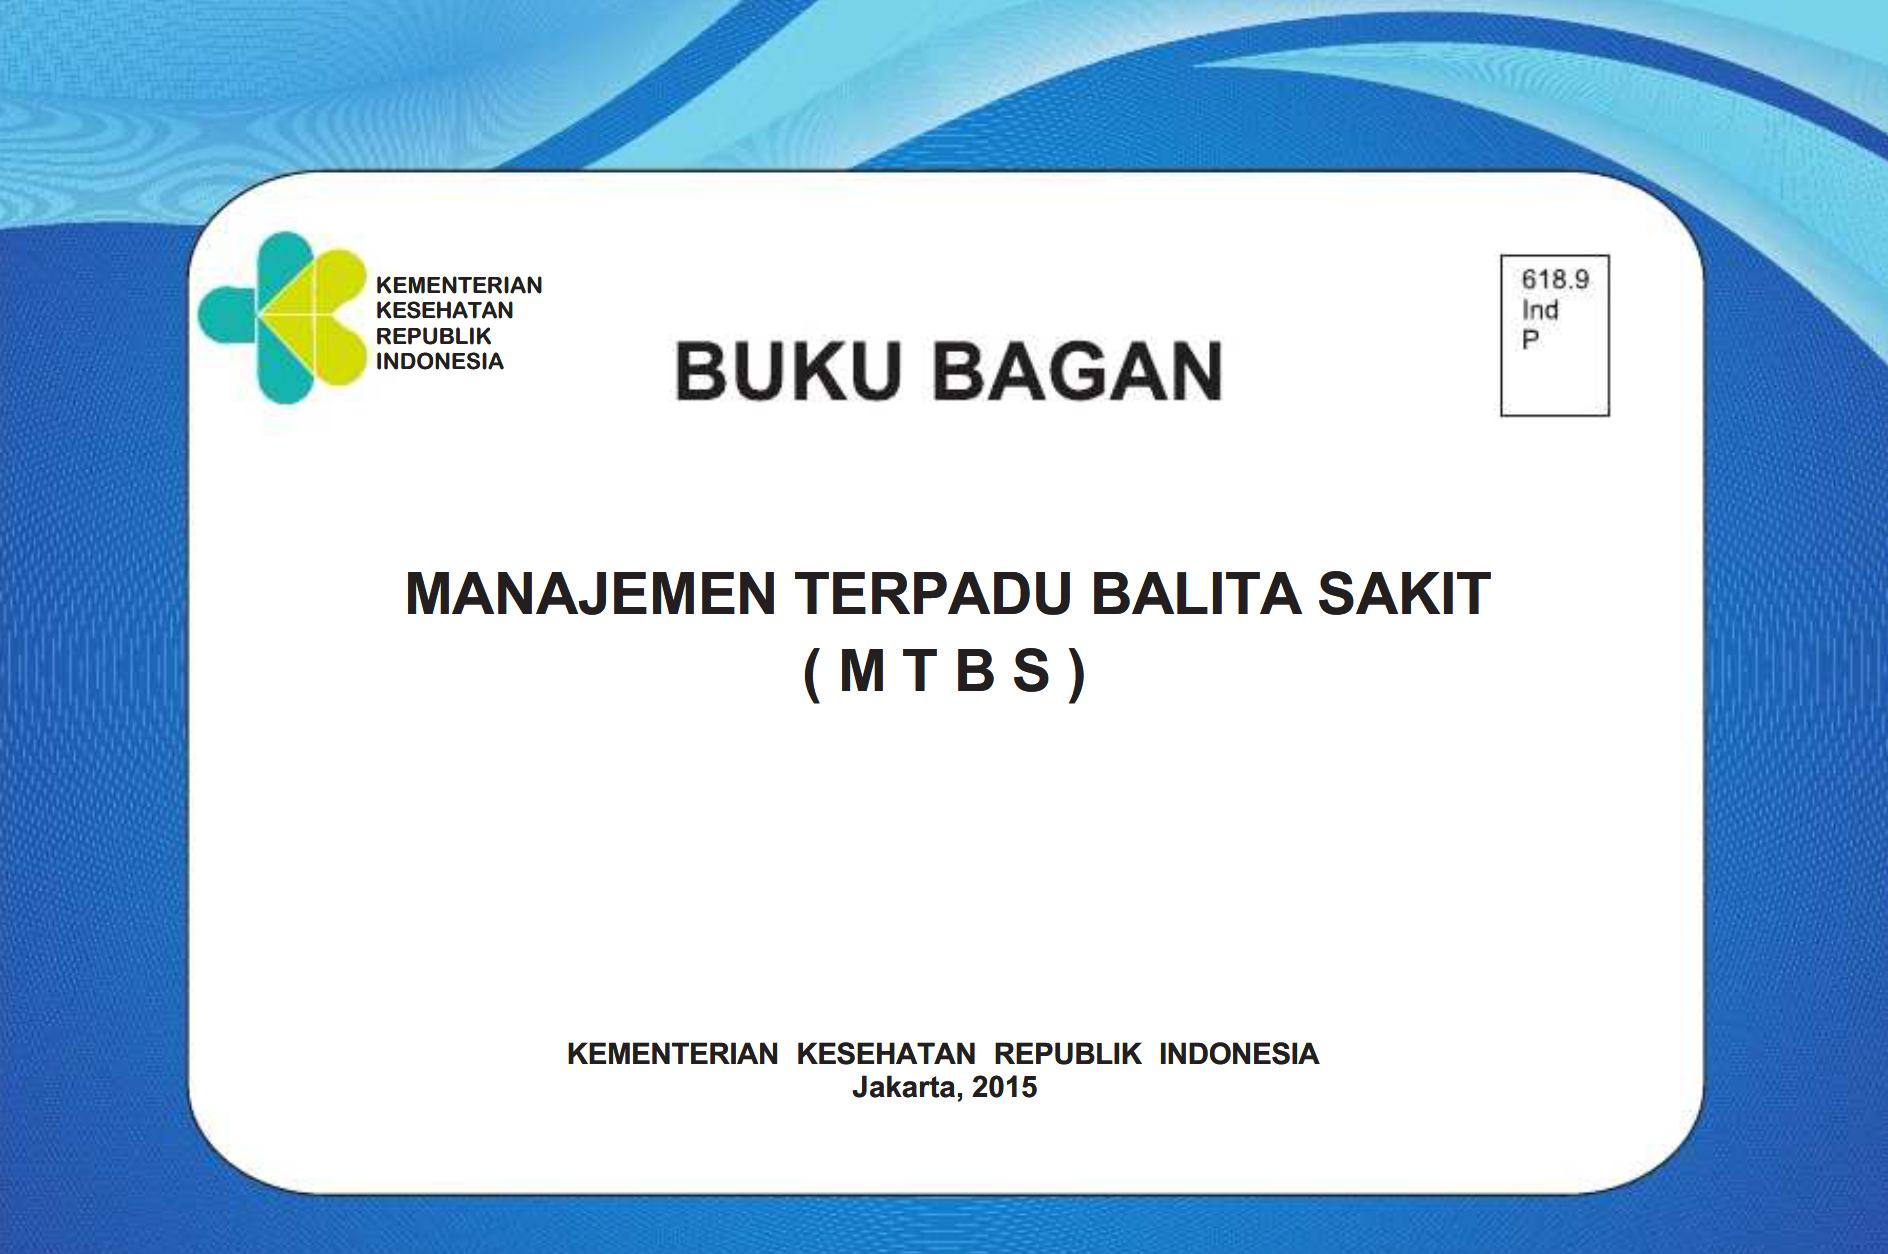 KEMENTERIAN
KESEHATAN
REPUBLIK
INDONESIA
618.9
Ind
P
BUKU BAGAN
MANAJEMEN TERPADU BALITA SAKIT
( M T B S )
KEMENTERIAN KESEHATAN REPUBLIK INDONESIA
Jakarta, 2015